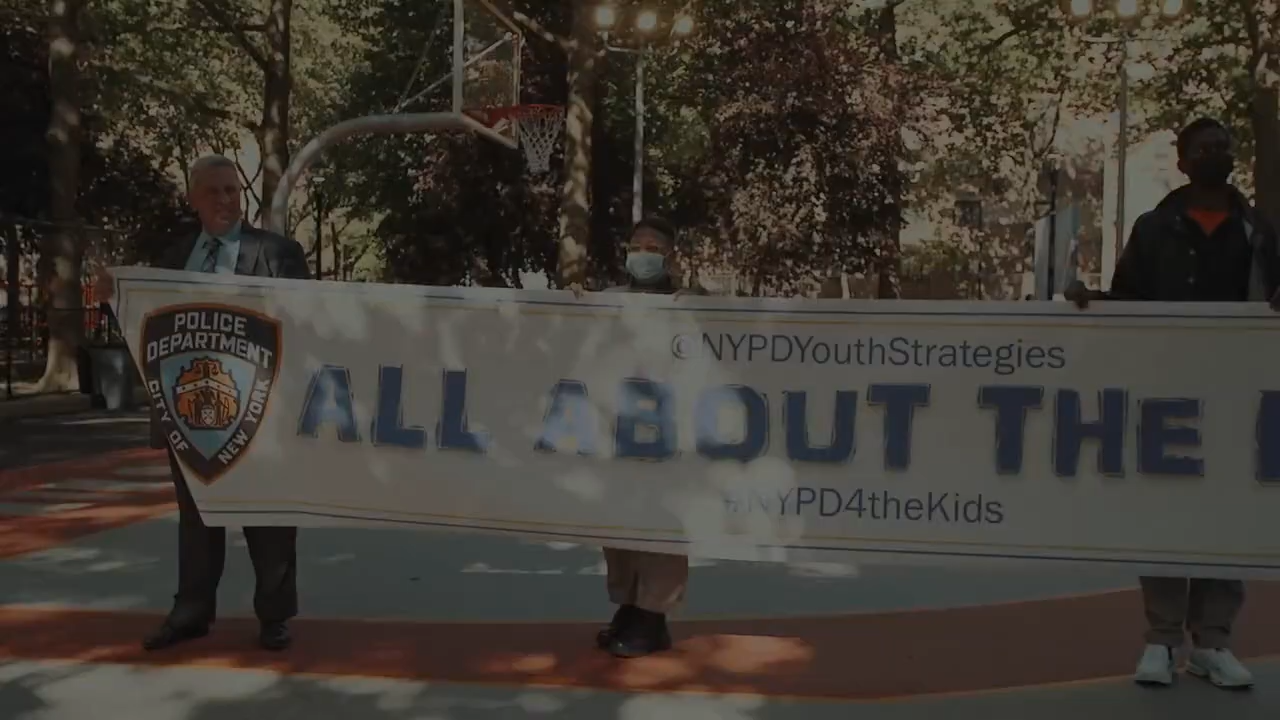 POLICE
DEPARTMENT
CITY OF
NEW YORK
@NYPDYouthStrategies
ALL ABOUT THE
#NYPD4theKids